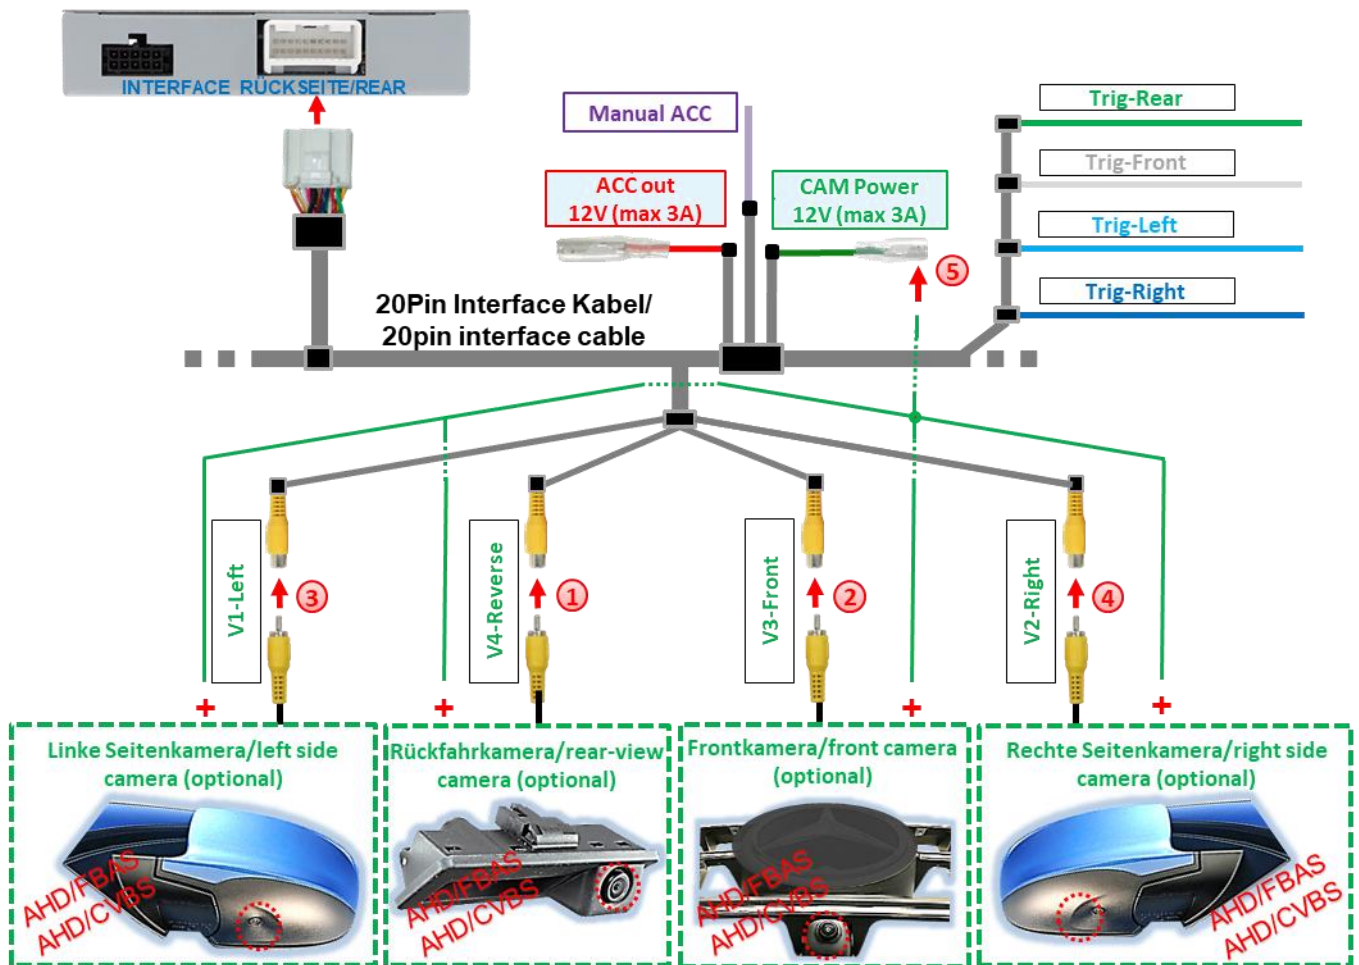 INTERFACE RÜCKSEITE/REAR
Manual ACC
ACC out
12V (max 3A)
CAM Power
12V (max 3A)
Trig-Rear
Trig-Front
Trig-Left
Trig-Right
5
20Pin Interface Kabel/
20pin interface cable
V1-Left
3
V4-Reverse
1
V3-Front
2
V2-Right
4
+
+
+
+
Linke Seitenkamera/left side
camera (optional)
AHD/FBAS
AHD/CVBS
Rückfahrkamera/rear-view
camera (optional)
AHD/FBAS
AHD/CVBS
Frontkamera/front camera
(optional)
AHD/FBAS
AHD/CVBS
Rechte Seitenkamera/right side
camera (optional)
AHD/FBAS
AHD/CVBS